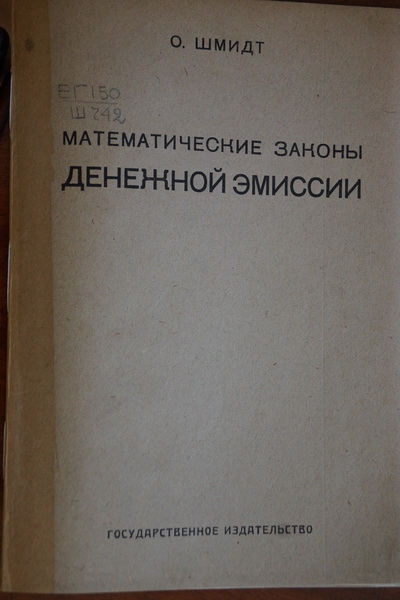 О. ШМИДТ
ЕГ150
Ш742
МАТЕМАТИЧЕСКИЕ ЗАКОНЫ
ДЕНЕЖНОЙ ЭМИССИИ
ГОСУДАРСТВЕННОЕ ИЗДАТЕЛЬСТВО